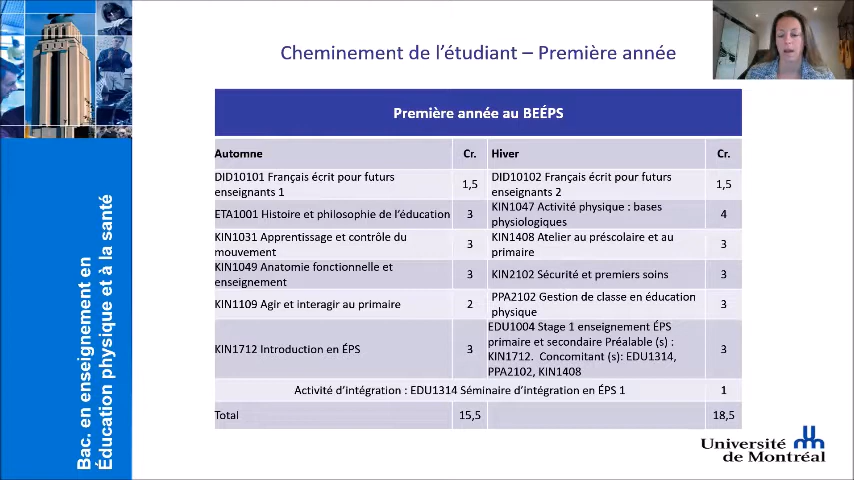 Cheminement de l'étudiant – Première année
Première année au BEÉPS
Automne Cr. Hiver Cr.
DID10101 Français écrit pour futurs
enseignants 1
1,5
DID10102 Français écrit pour futurs
enseignants 2
1,5
ETA1001 Histoire et philosophie de l'éducation
3
KIN1047 Activité physique : bases
physiologiques
4
KIN1031 Apprentissage et contrôle du
mouvement
3
KIN1408 Atelier au préscolaire et au
primaire
3
KIN1049 Anatomie fonctionnelle et
enseignement
3
KIN2102 Sécurité et premiers soins
3
KIN1109 Agir et interagir au primaire
2
PPA2102 Gestion de classe en éducation
physique
3
KIN1712 Introduction en ÉPS
3
EDU1004 Stage 1 enseignement ÉPS
primaire et secondaire Préalable (s) :
KIN1712. Concomitant (s): EDU1314,
PPA2102, KIN1408
3
Activité d'intégration : EDU1314 Séminaire d'intégration en ÉPS 1
1
Total 15,5 18,5
Bac. en enseignement en
Éducation physique et à la santé
Université
de Montréal